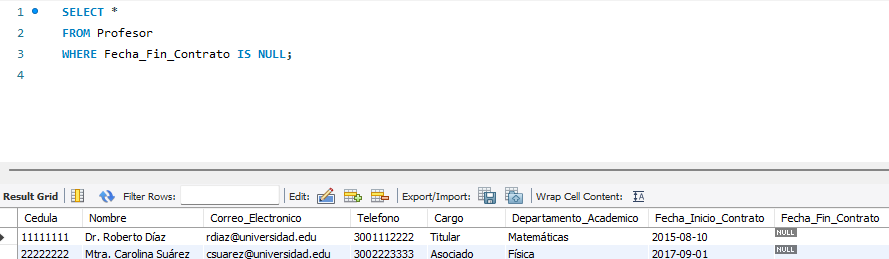 1 SELECT *
2 FROM Profesor
3 WHERE Fecha_Fin_Contrato IS NULL;
4
Result Grid Filter Rows: Edit: Export/Import: Wrap Cell Content: IA
Cedula Nombre Correo_Electronico Telefono Cargo Departamento_Academico Fecha_Inicio_Contrato Fecha_Fin_Contrato
11111111 Dr. Roberto Díaz rdiaz@universidad.edu 3001112222 Titular Matemáticas 2015-08-10 NULL
22222222 Mtra. Carolina Suárez csuarez@universidad.edu 3002223333 Asociado Física 2017-09-01 NULL